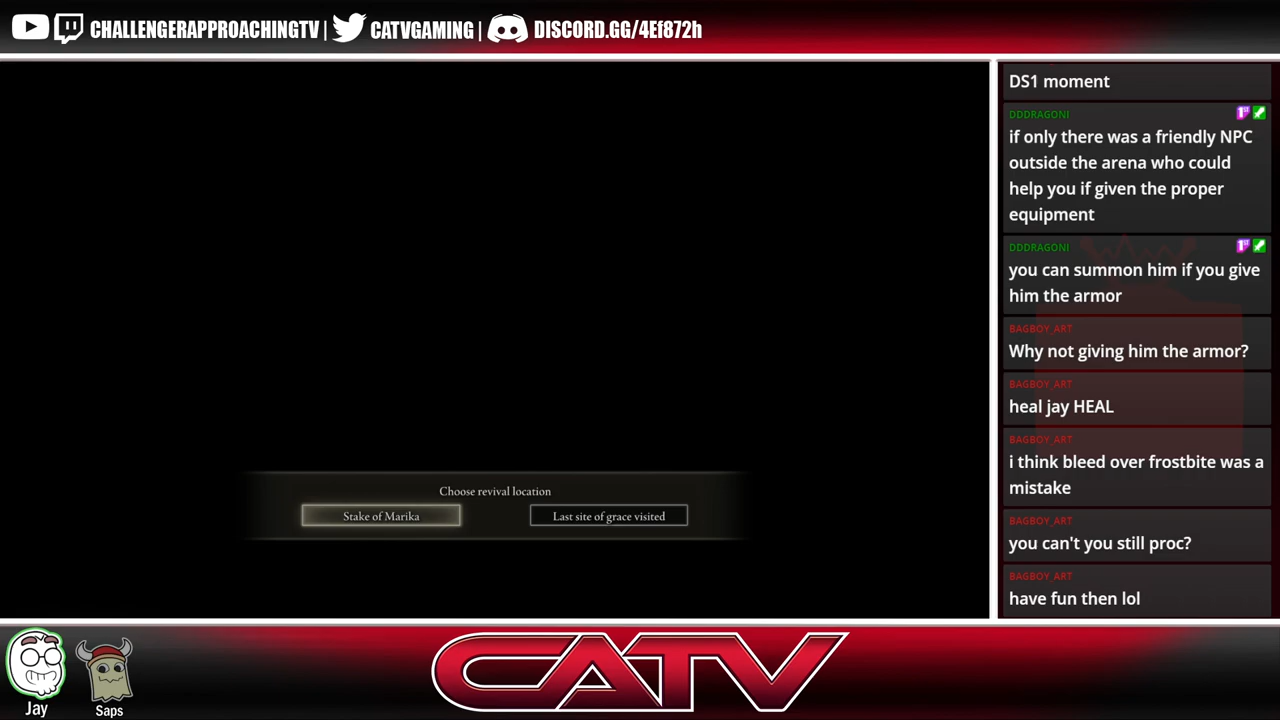 CHALLENGERAPPROACHINGTV | CATVGAMING | DISCORD.GG/4Ef872h
Choose revival location
Stake of Marika
Last site of grace visited
DS1 moment
DDDRAGONI
if only there was a friendly NPC
outside the arena who could
help you if given the proper
equipment
DDDRAGONI
you can summon him if you give
him the armor
BAGBOY_ART
Why not giving him the armor?
BAGBOY_ART
heal jay HEAL
BAGBOY_ART
i think bleed over frostbite was a
mistake
BAGBOY_ART
you can't you still proc?
BAGBOY_ART
have fun then lol
Jay
Saps
CATV